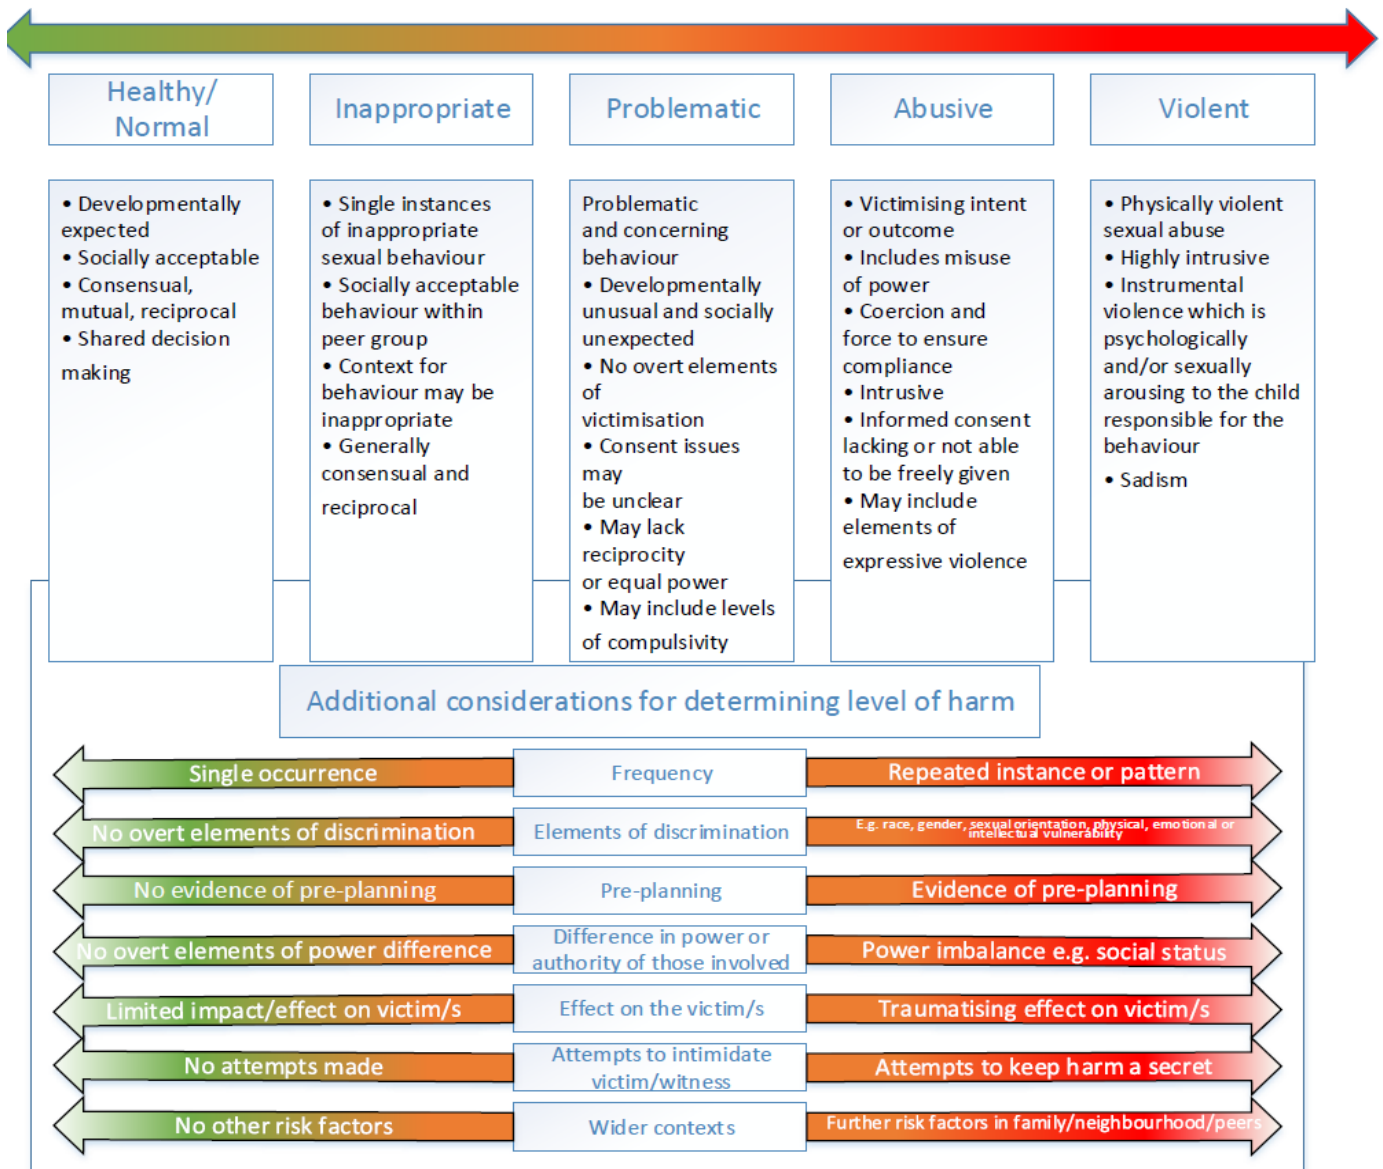 Healthy/
Normal
Inappropriate
Problematic
Abusive
Violent
• Developmentally
expected
• Socially acceptable
• Consensual,
mutual, reciprocal
• Shared decision
making
• Single instances
of inappropriate
sexual behaviour
• Socially acceptable
behaviour within
peer group
• Context for
behaviour may be
inappropriate
• Generally
consensual and
reciprocal
Problematic
and concerning
behaviour
• Developmentally
unusual and socially
unexpected
• No overt elements
of
victimisation
• Consent issues
may
be unclear
• May lack
reciprocity
or equal power
• May include levels
of compulsivity
• Victimising intent
or outcome
• Includes misuse
of power
• Coercion and
force to ensure
compliance
• Intrusive
• Informed consent
lacking or not able
to be freely given
• May include
elements of
expressive violence
• Physically violent
sexual abuse
• Highly intrusive
• Instrumental
violence which is
psychologically
and/or sexually
arousing to the child
responsible for the
behaviour
• Sadism
Additional considerations for determining level of harm
Single occurrence
Frequency
Repeated instance or pattern
No overt elements of discrimination
Elements of discrimination
E.g. race, gender, sexual orientation, physical, emotional or
intellectual vulnerability
No evidence of pre-planning
Pre-planning
Evidence of pre-planning
No overt elements of power difference
Difference in power or
authority of those involved
Power imbalance e.g. social status
Limited impact/effect on victim/s
Effect on the victim/s
Traumatising effect on victim/s
No attempts made
Attempts to intimidate
victim/witness
Attempts to keep harm a secret
No other risk factors
Wider contexts
Further risk factors in family/neighbourhood/peers